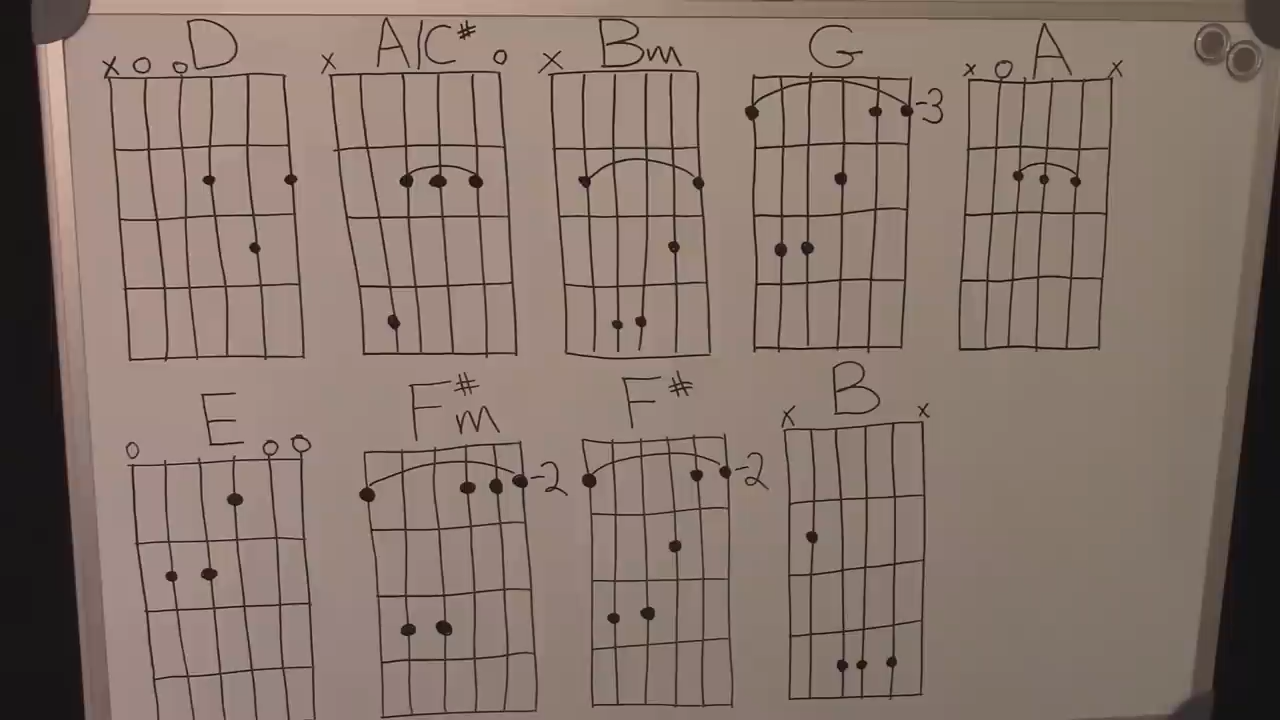 D A/C# Bm G A
x o o x o x x o x
-3
E F#m F# B
o o o x x
-2 -2